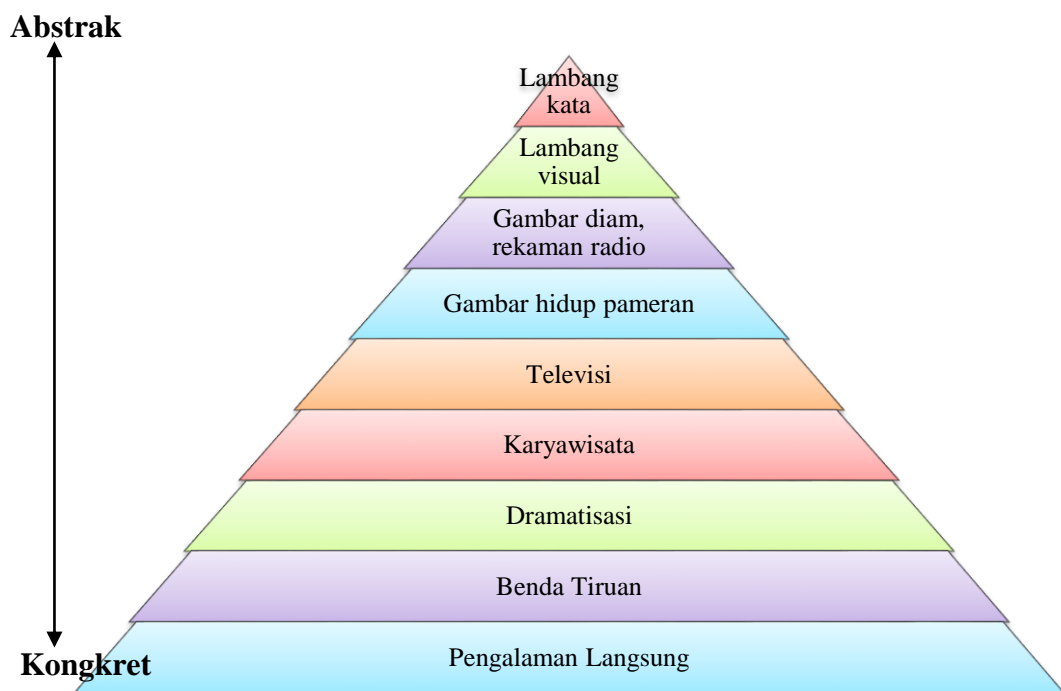 Abstrak
Lambang
kata
Lambang
visual
Gambar diam,
rekaman radio
Gambar hidup pameran
Televisi
Karyawisata
Dramatisasi
Benda Tiruan
Pengalaman Langsung
Kongkret